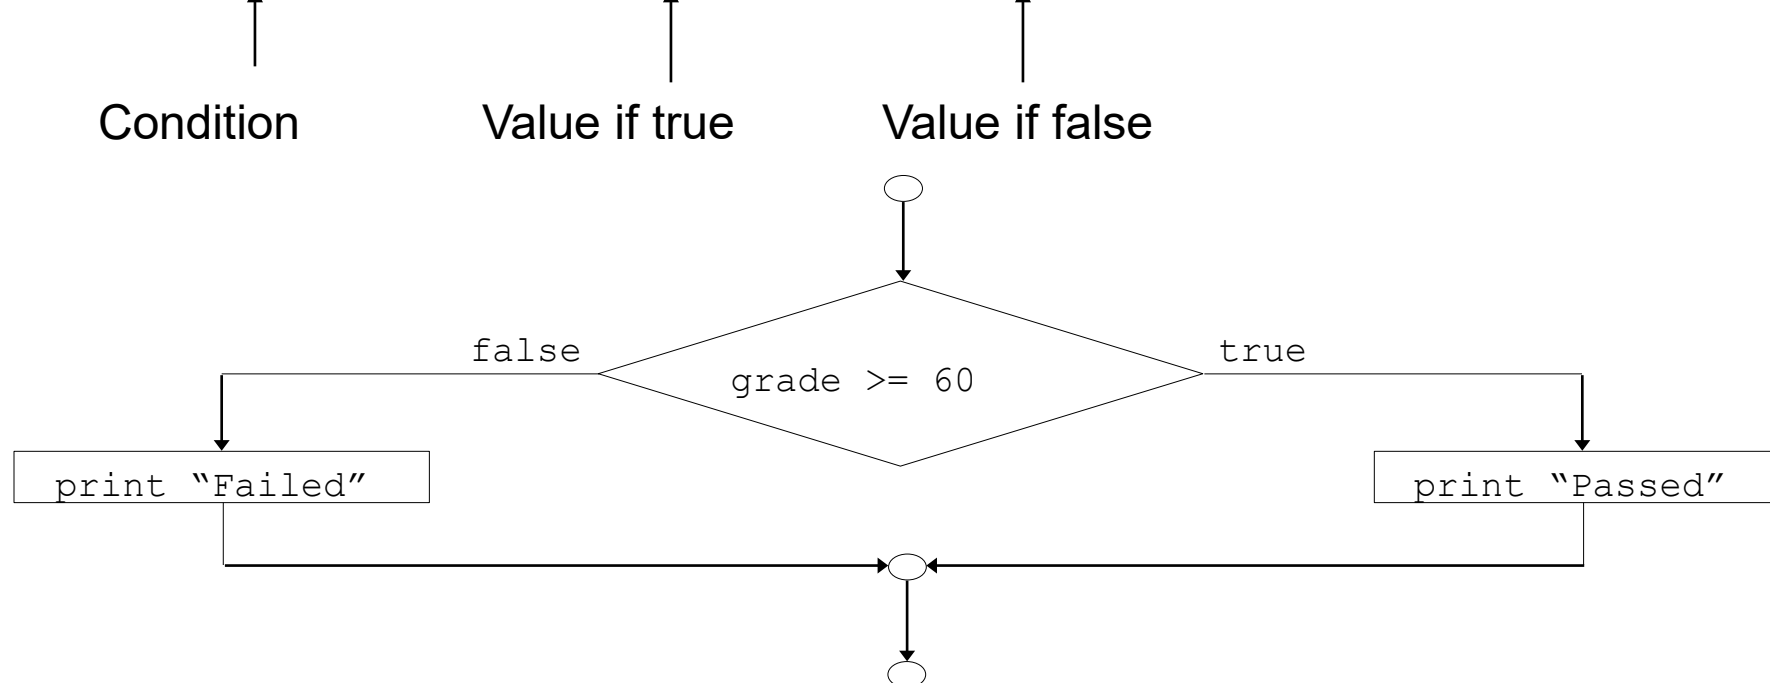 Condition Value if true Value if false
false true
grade >= 60
print “Failed” print “Passed”